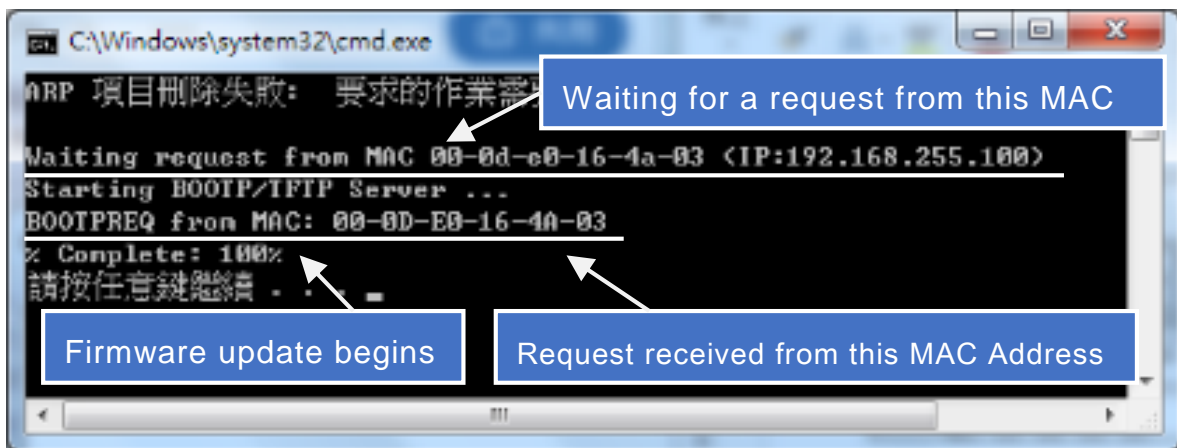 C:\Windows\system32\cmd.exe
ARP 項目刪除失敗: 要求的作業需
Waiting for a request from this MAC
Waiting request from MAC 00-0d-e0-16-4a-03 (IP:192.168.255.100)
Starting BOOTP/TFTP Server ...
BOOTPREQ from MAC: 00-0D-E0-16-4A-03
% Complete: 100%
請按任意鍵繼續 . . .
Firmware update begins
Request received from this MAC Address